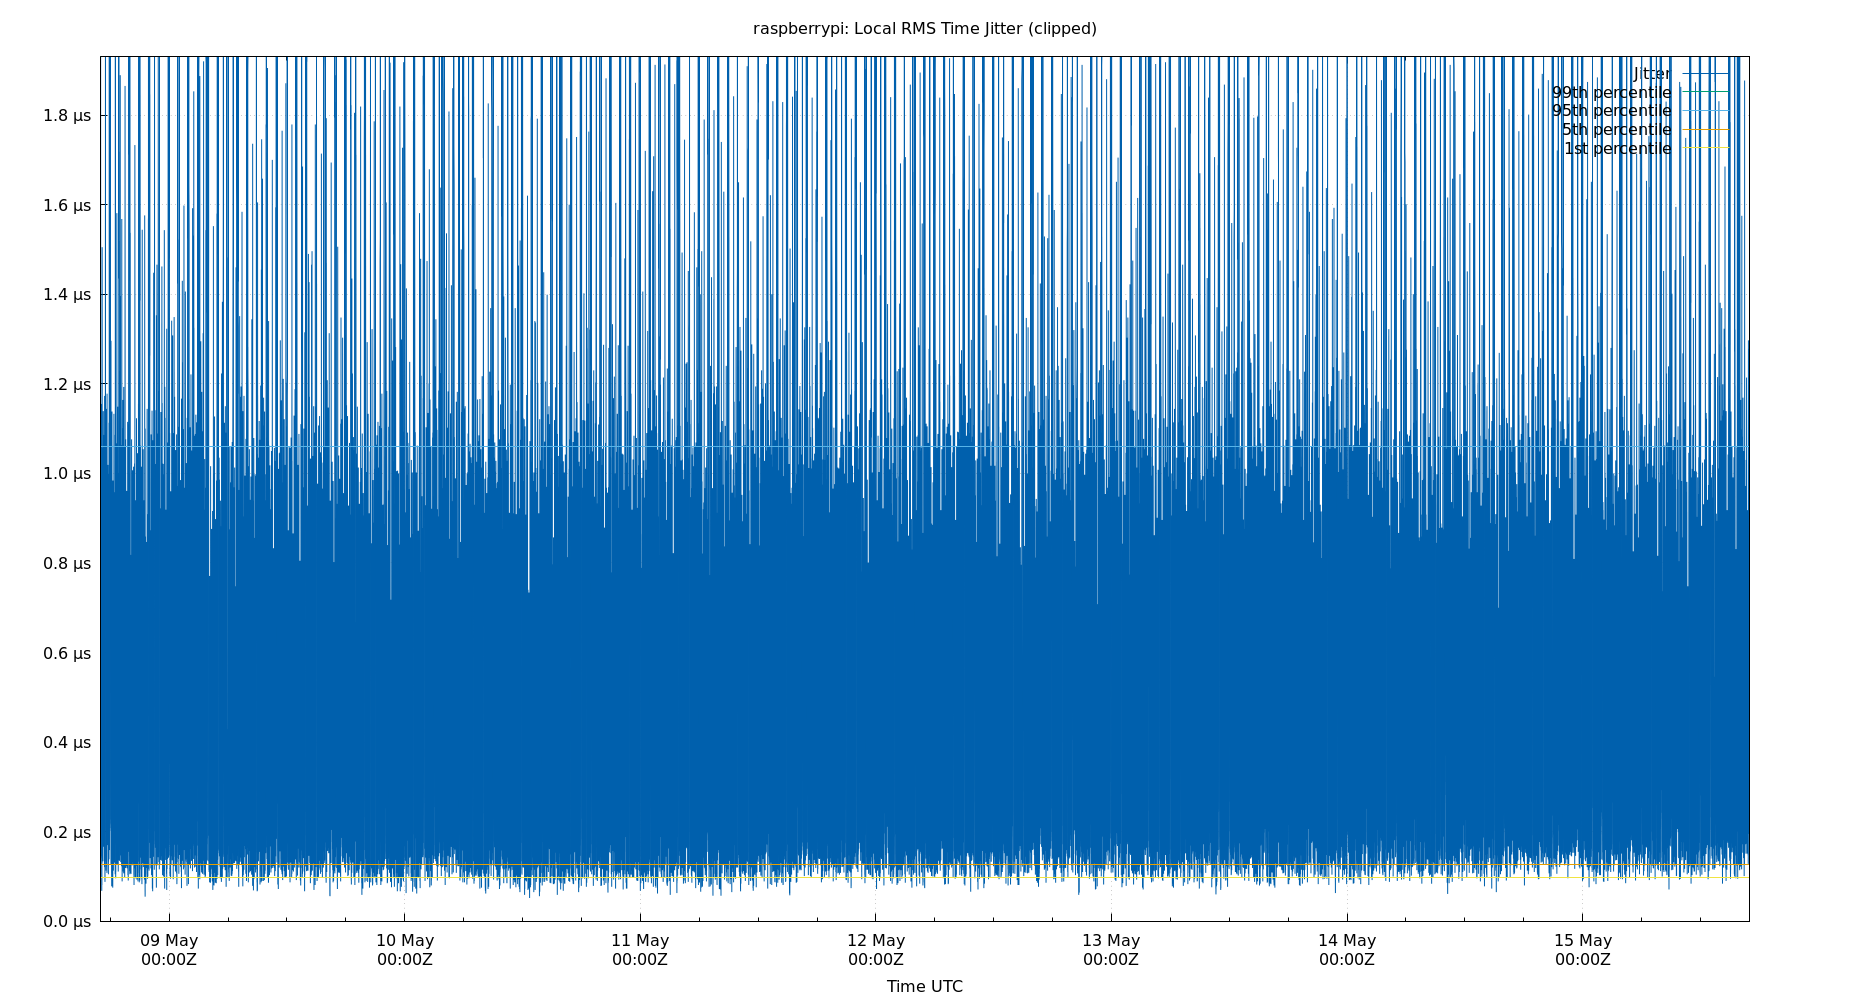 raspberrypi: Local RMS Time Jitter (clipped)
Jitter
99th percentile
95th percentile
5th percentile
1st percentile
1.8 µs
1.6 µs
1.4 µs
1.2 µs
1.0 µs
0.8 µs
0.6 µs
0.4 µs
0.2 µs
0.0 µs
09 May 10 May 11 May 12 May 13 May 14 May 15 May
00:00Z 00:00Z 00:00Z 00:00Z 00:00Z 00:00Z 00:00Z
Time UTC